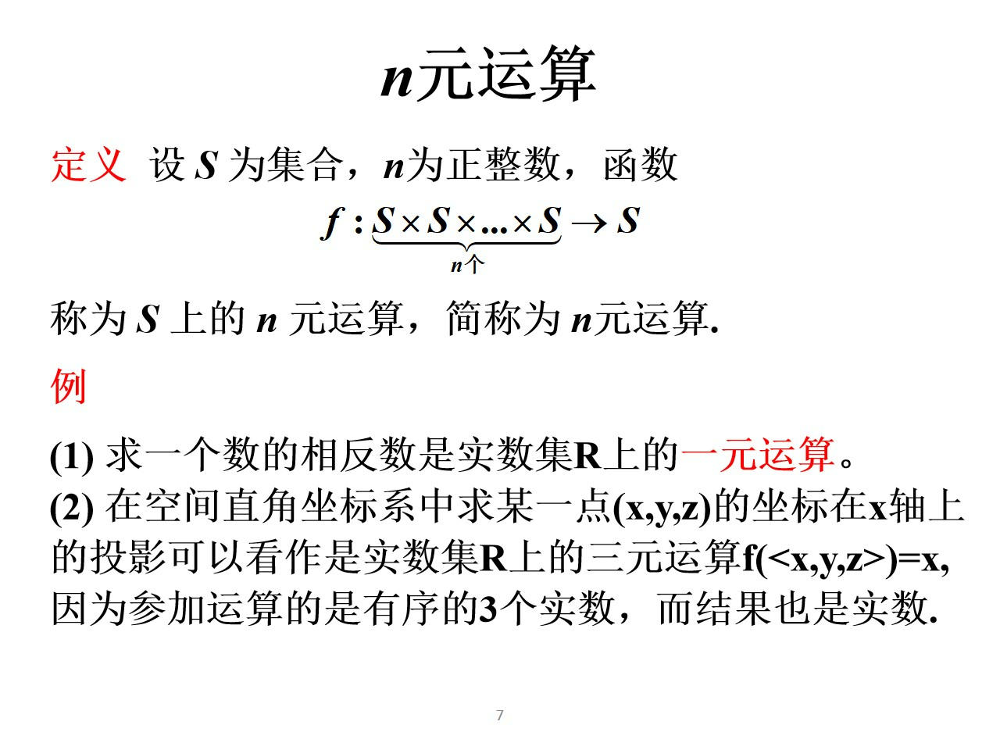 n元运算
定义 设 S 为集合，n为正整数，函数
f : S × S × ... × S → S
n个
称为 S 上的 n 元运算，简称为 n元运算.
例
(1) 求一个数的相反数是实数集R上的一元运算。
(2) 在空间直角坐标系中求某一点(x,y,z)的坐标在x轴上
的投影可以看作是实数集R上的三元运算f(<x,y,z>)=x,
因为参加运算的是有序的3个实数，而结果也是实数.
7